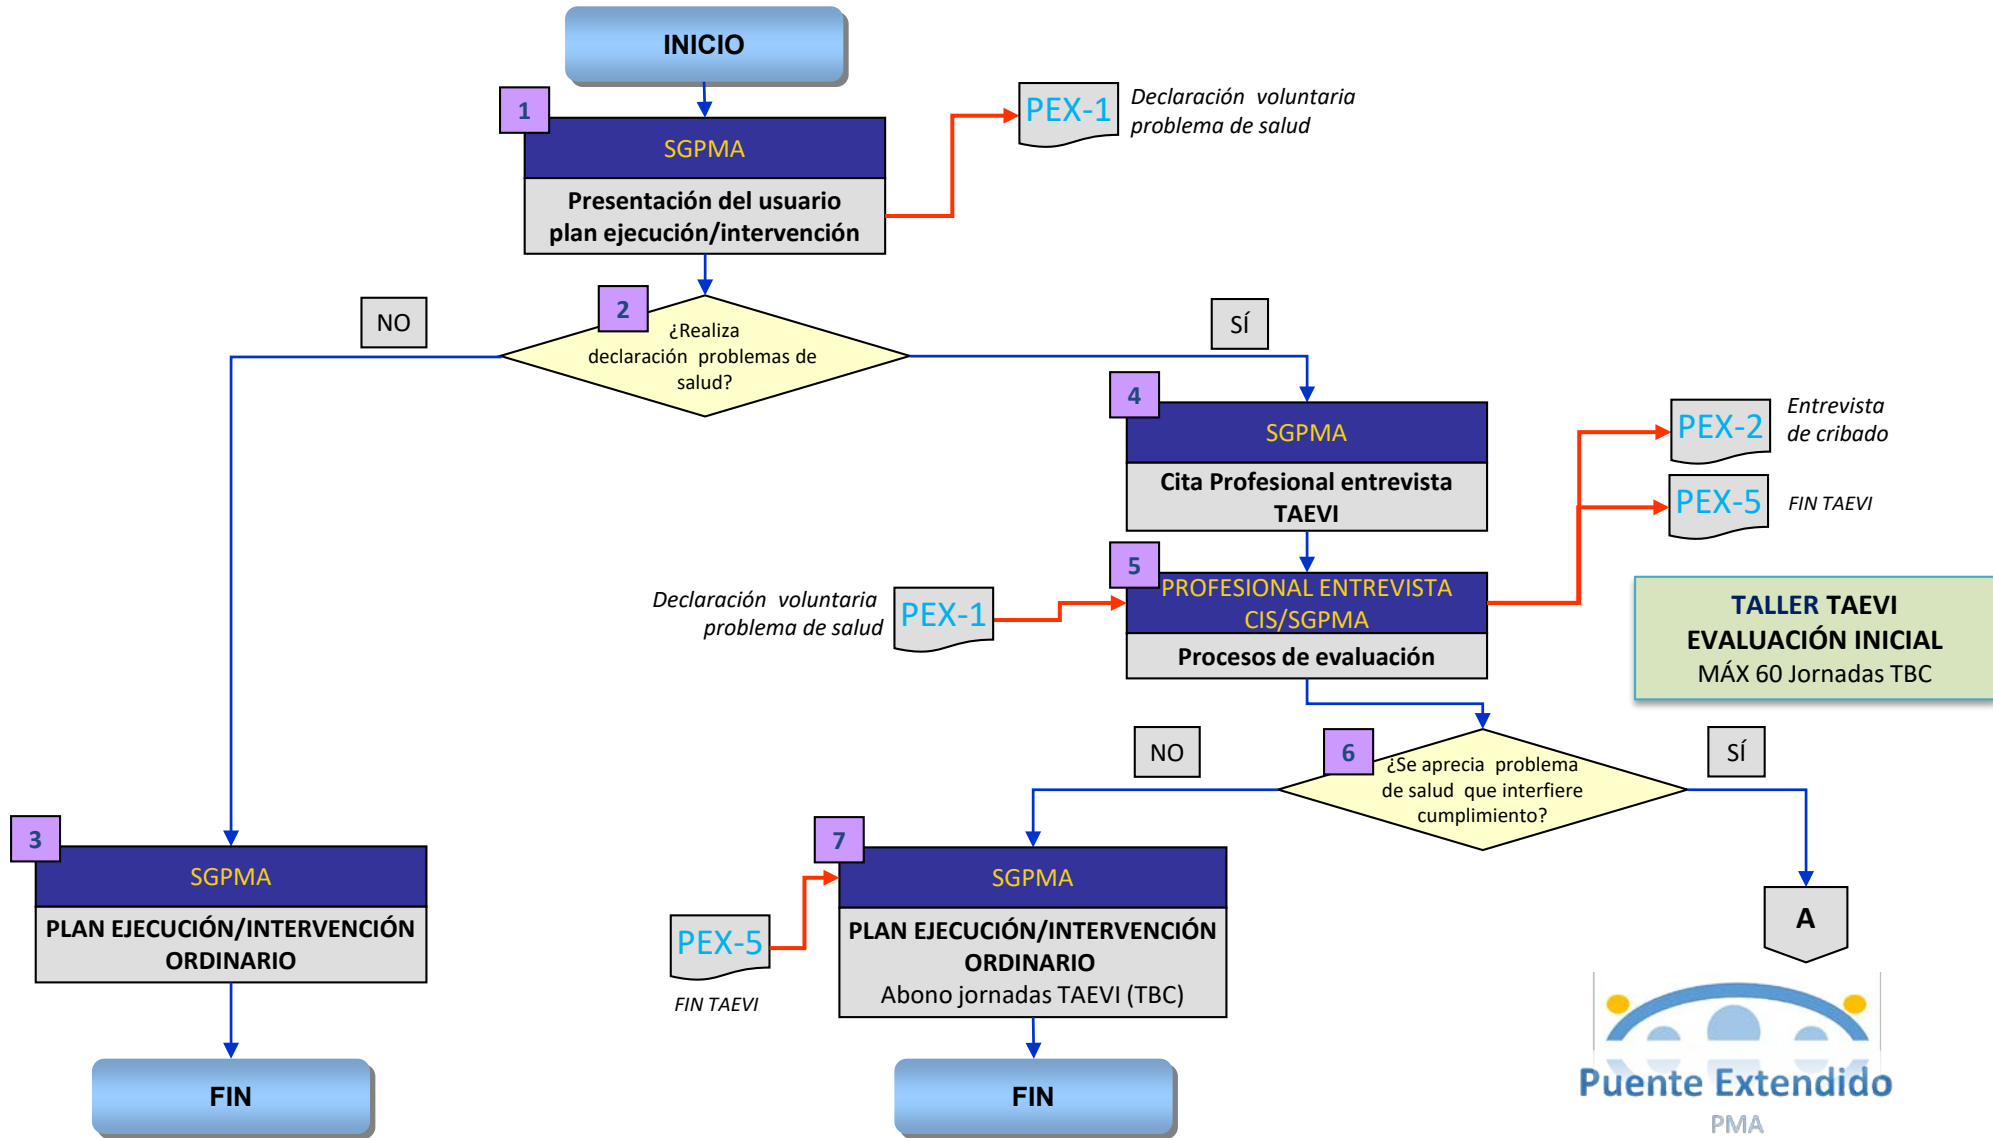 INICIO
1
SGPMA
Presentación del usuario
plan ejecución/intervención
PEX-1
Declaración voluntaria
problema de salud
2
¿Realiza
declaración problemas de
salud?
NO
SÍ
4
SGPMA
Cita Profesional entrevista
TAEVI
PEX-2
Entrevista
de cribado
PEX-5
FIN TAEVI
5
PROFESIONAL ENTREVISTA
CIS/SGPMA
Procesos de evaluación
Declaración voluntaria
problema de salud
PEX-1
TALLER TAEVI
EVALUACIÓN INICIAL
MÁX 60 Jornadas TBC
6
¿Se aprecia problema
de salud que interfiere
cumplimiento?
NO
SÍ
3
SGPMA
PLAN EJECUCIÓN/INTERVENCIÓN
ORDINARIO
7
SGPMA
PLAN EJECUCIÓN/INTERVENCIÓN
ORDINARIO
Abono jornadas TAEVI (TBC)
PEX-5
FIN TAEVI
A
FIN
FIN
Puente Extendido
PMA